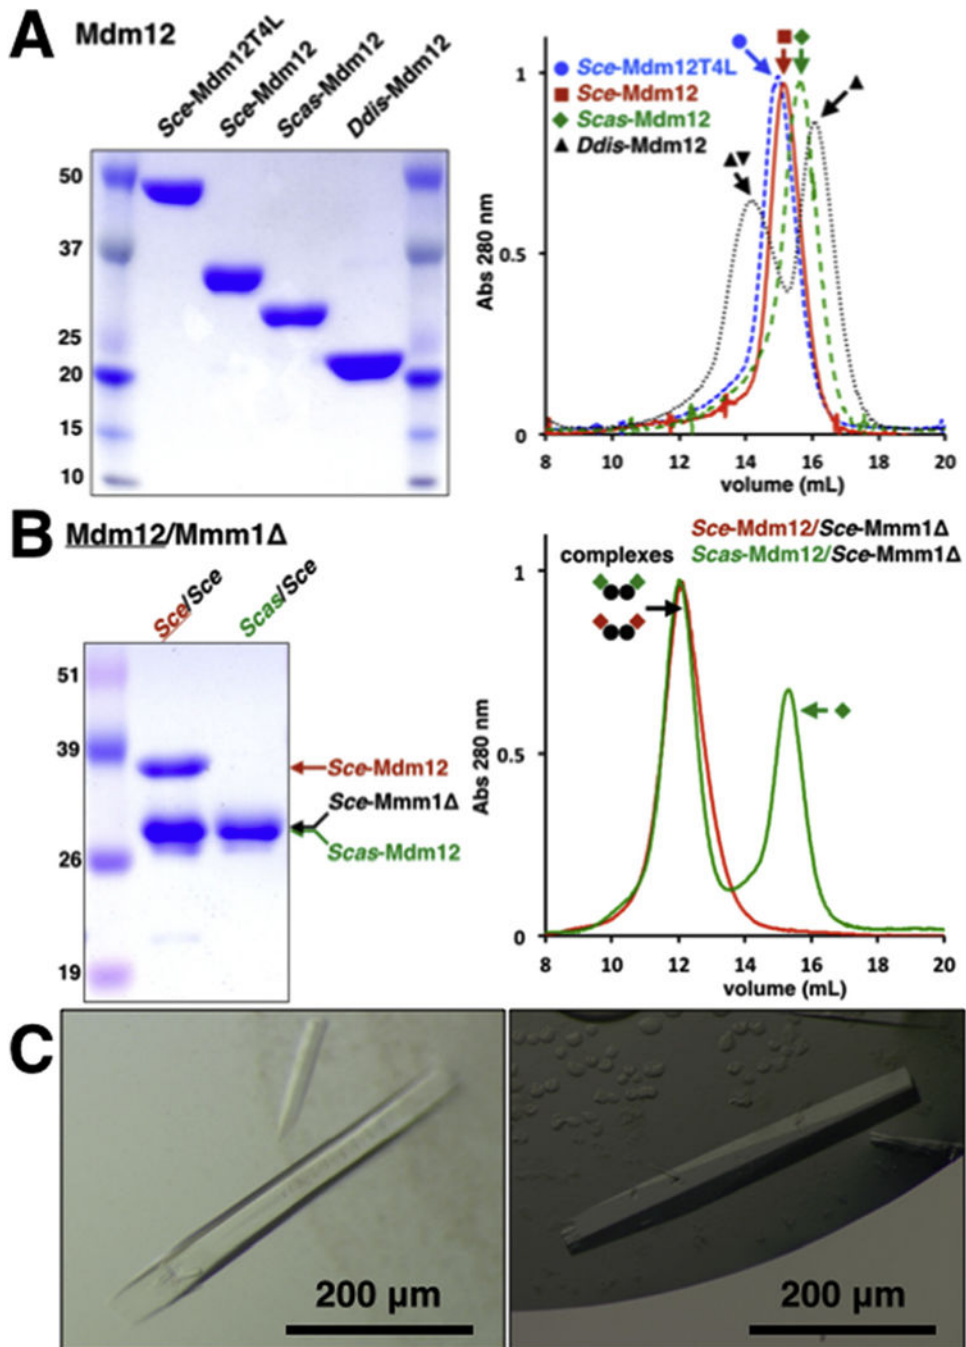 A
Mdm12
Sce-Mdm12T4L
Sce-Mdm12
Scas-Mdm12
Ddis-Mdm12
50
37
25
20
15
10
Sce-Mdm12T4L
Sce-Mdm12
Scas-Mdm12
Ddis-Mdm12
Abs 280 nm
1
0.5
0
8 10 12 14 16 18 20
volume (mL)
B
Mdm12/Mmm1Δ
Sce/Sce
Scas/Sce
51
39
26
19
Sce-Mdm12
Sce-Mmm1Δ
Scas-Mdm12
Sce-Mdm12/Sce-Mmm1Δ
Scas-Mdm12/Sce-Mmm1Δ
complexes
Abs 280 nm
1
0.5
0
8 10 12 14 16 18 20
volume (mL)
C
200 μm
200 μm